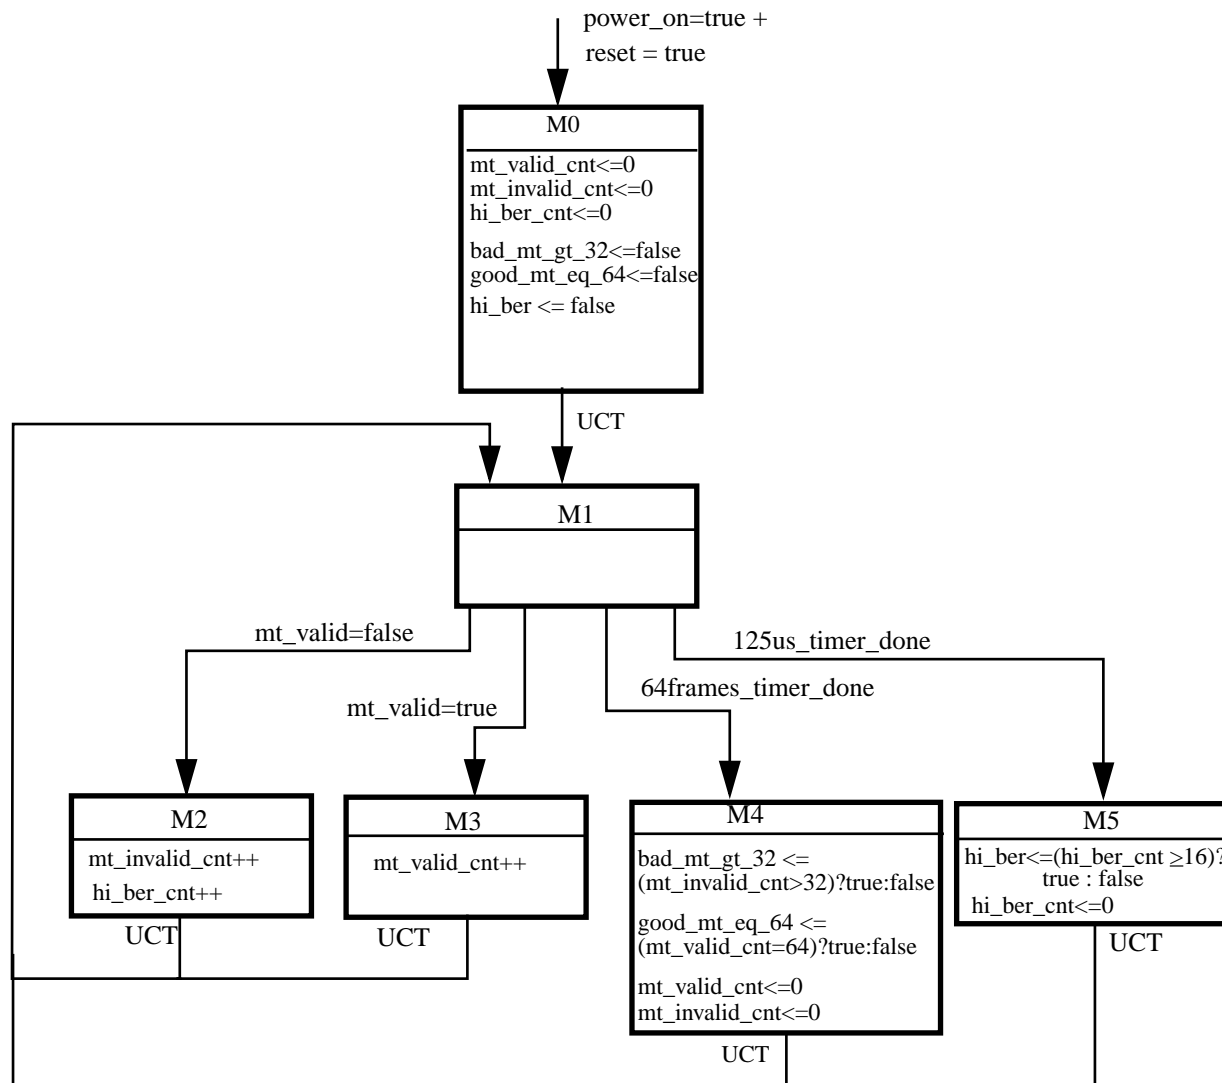 power_on=true +
reset = true
M0
mt_valid_cnt<=0
mt_invalid_cnt<=0
hi_ber_cnt<=0
bad_mt_gt_32<=false
good_mt_eq_64<=false
hi_ber <= false
UCT
M1
mt_valid=false
mt_valid=true
64frames_timer_done
125us_timer_done
M2
mt_invalid_cnt++
hi_ber_cnt++
UCT
M3
mt_valid_cnt++
UCT
M4
bad_mt_gt_32 <=
(mt_invalid_cnt>32)?true:false
good_mt_eq_64 <=
(mt_valid_cnt=64)?true:false
mt_valid_cnt<=0
mt_invalid_cnt<=0
UCT
M5
hi_ber<=(hi_ber_cnt ≥16)?
true : false
hi_ber_cnt<=0
UCT